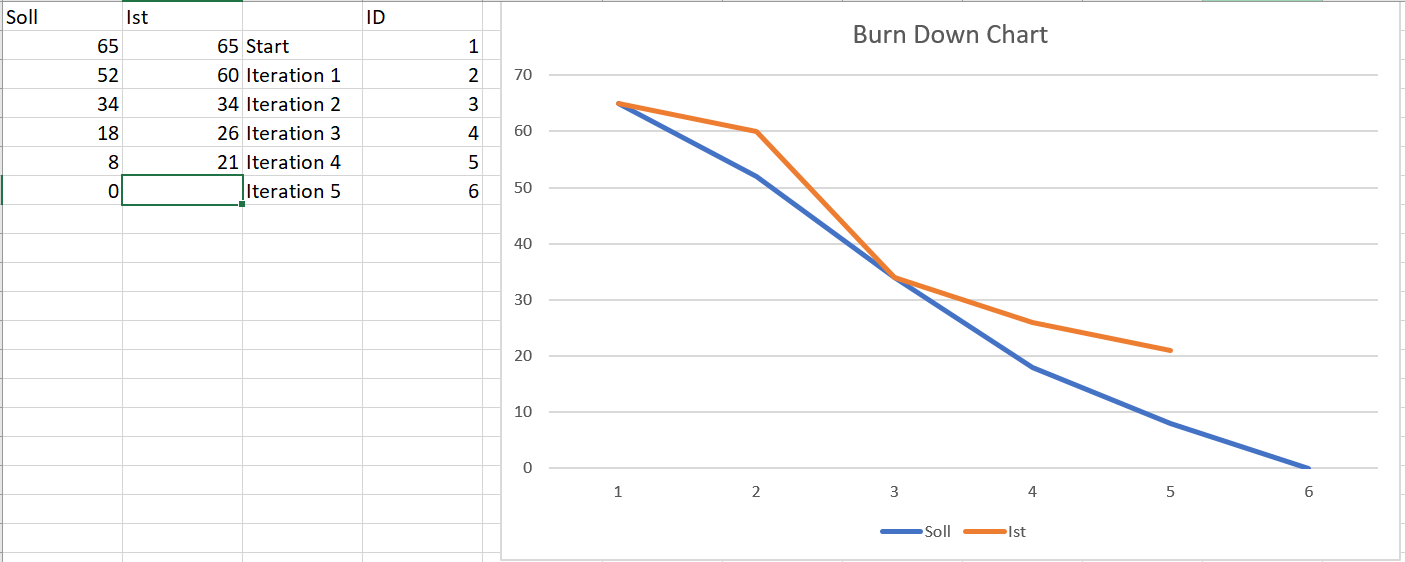 Soll Ist ID
65 65 Start 1
52 60 Iteration 1 2
34 34 Iteration 2 3
18 26 Iteration 3 4
8 21 Iteration 4 5
0 Iteration 5 6
Burn Down Chart
70
60
50
40
30
20
10
0
1 2 3 4 5 6
Soll Ist